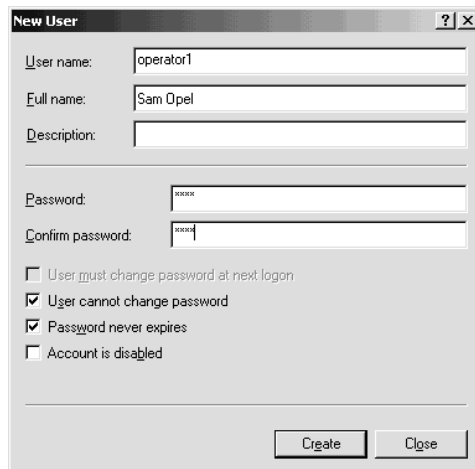 New User
User name: operator1
Full name: Sam Opel
Description:
Password: ****
Confirm password: ****
User must change password at next logon
User cannot change password
Password never expires
Account is disabled
Create Close